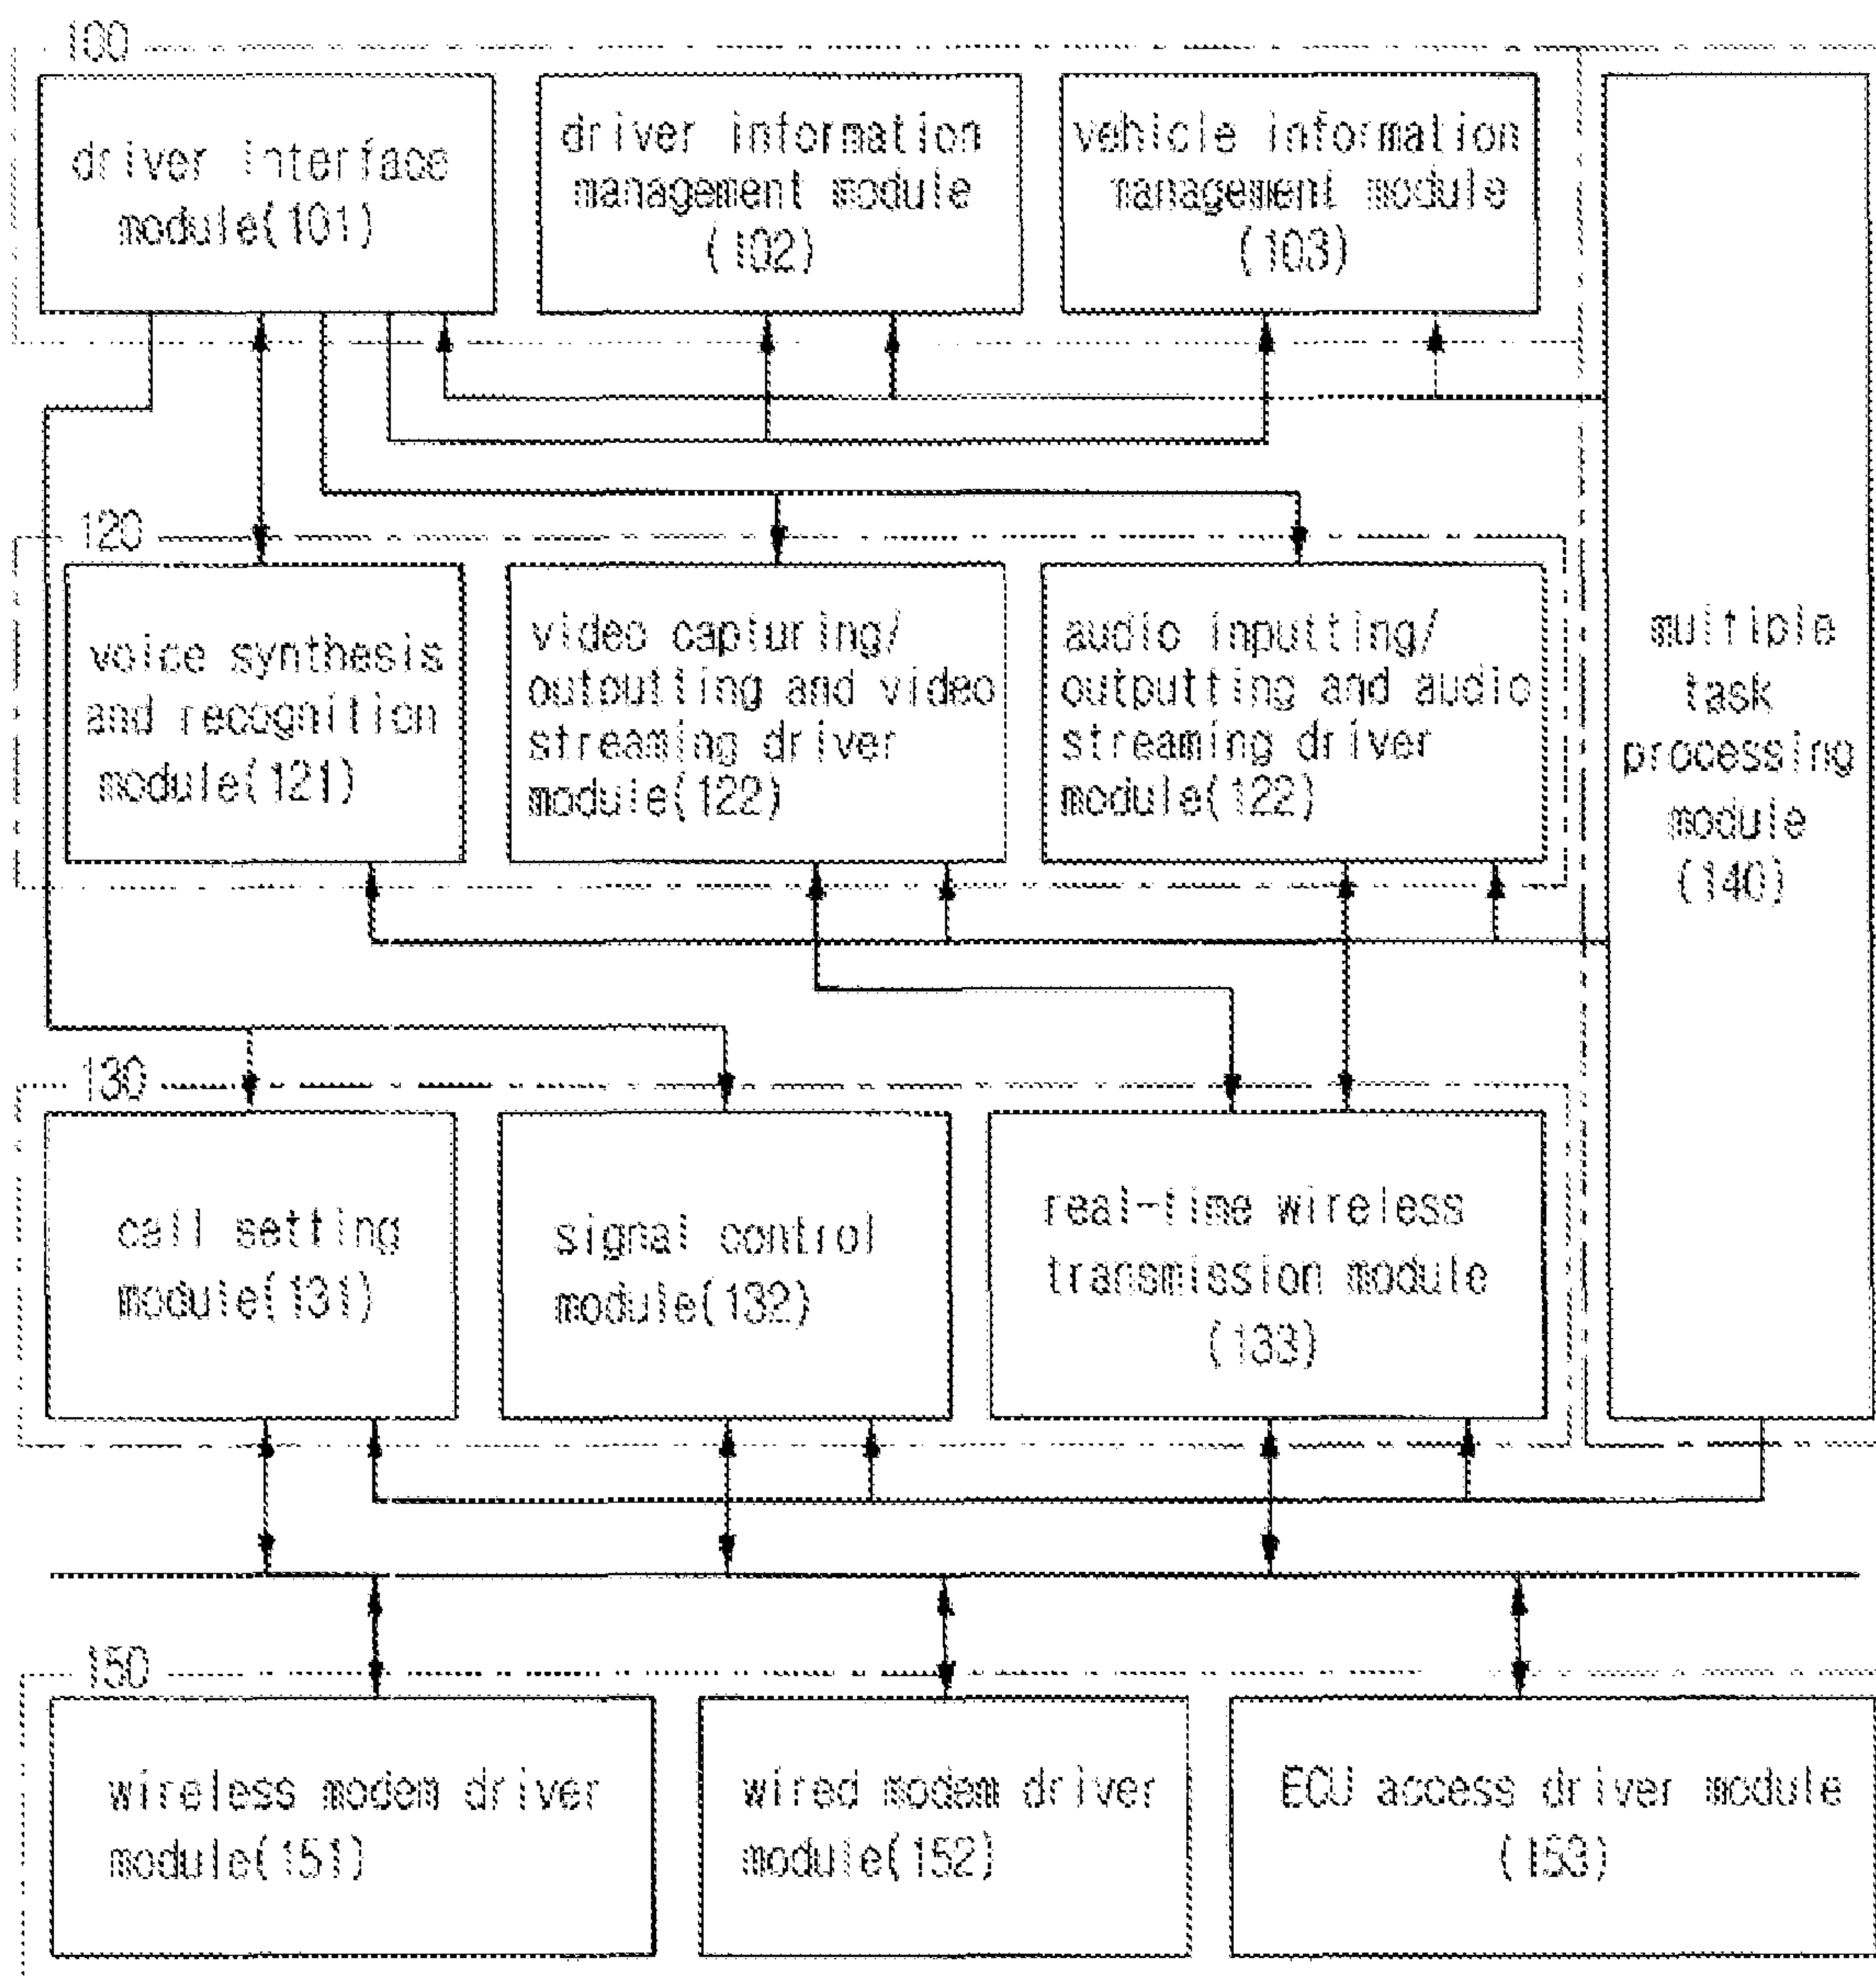 100
driver interface
module(101)
driver information
management module
(102)
vehicle information
management module
(103)
120
voice synthesis
and recognition
module(121)
video capturing/
outputting and video
streaming driver
module(122)
audio inputting/
outputting and audio
streaming driver
module(122)
multiple
task
processing
module
(140)
130
call setting
module(131)
signal control
module(132)
real-time wireless
transmission module
(133)
150
wireless modem driver
module(151)
wired modem driver
module(152)
ECU access driver module
(153)